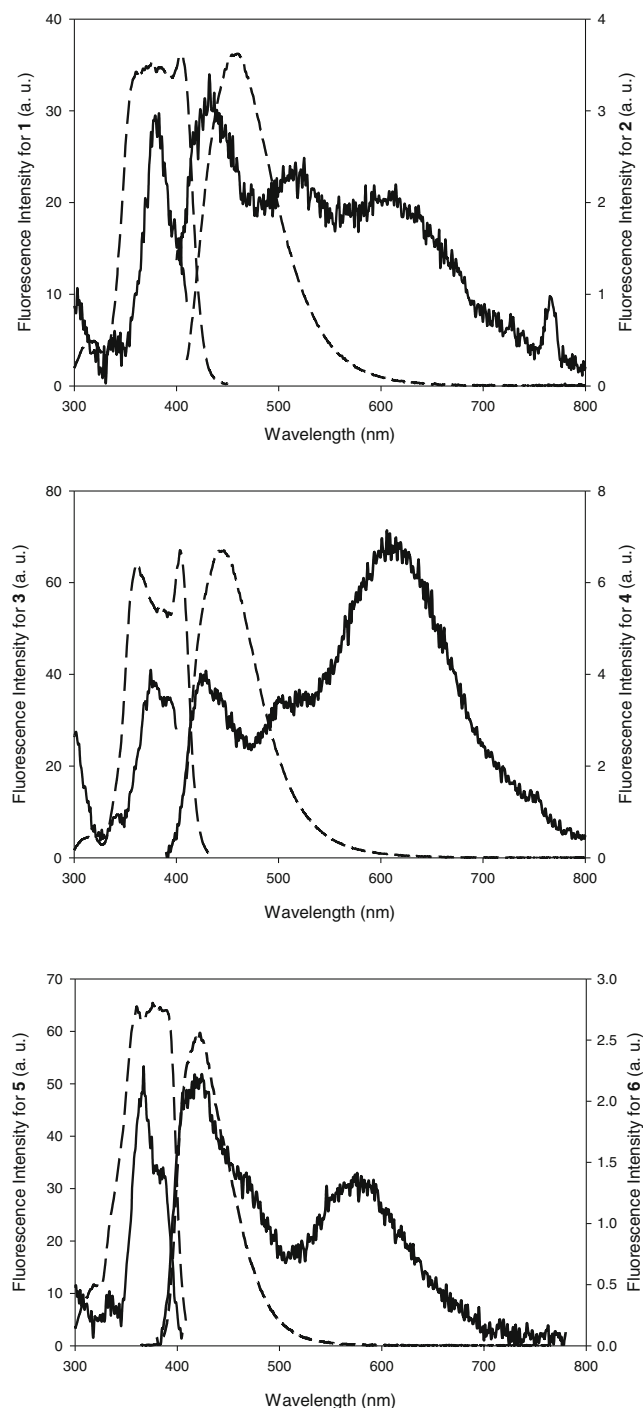 40
30
20
10
0
4
3
2
1
0
300 400 500 600 700 800
Wavelength (nm)
Fluorescence Intensity for 1 (a. u.)
Fluorescence Intensity for 2 (a. u.)
80
60
40
20
0
8
6
4
2
0
300 400 500 600 700 800
Wavelength (nm)
Fluorescence Intensity for 3 (a. u.)
Fluorescence Intensity for 4 (a. u.)
70
60
50
40
30
20
10
0
3.0
2.5
2.0
1.5
1.0
0.5
0.0
300 400 500 600 700 800
Wavelength (nm)
Fluorescence Intensity for 5 (a. u.)
Fluorescence Intensity for 6 (a. u.)